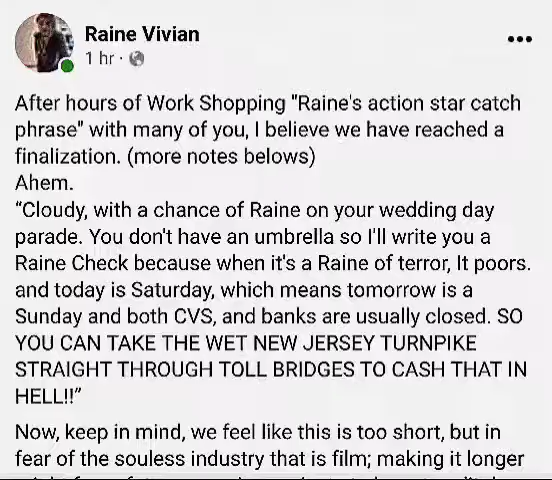 Raine Vivian
1 hr ·
After hours of Work Shopping "Raine's action star catch
phrase" with many of you, I believe we have reached a
finalization. (more notes belows)
Ahem.
“Cloudy, with a chance of Raine on your wedding day
parade. You don't have an umbrella so I'll write you a
Raine Check because when it's a Raine of terror, It poors.
and today is Saturday, which means tomorrow is a
Sunday and both CVS, and banks are usually closed. SO
YOU CAN TAKE THE WET NEW JERSEY TURNPIKE
STRAIGHT THROUGH TOLL BRIDGES TO CASH THAT IN
HELL!!”
Now, keep in mind, we feel like this is too short, but in
fear of the souless industry that is film; making it longer